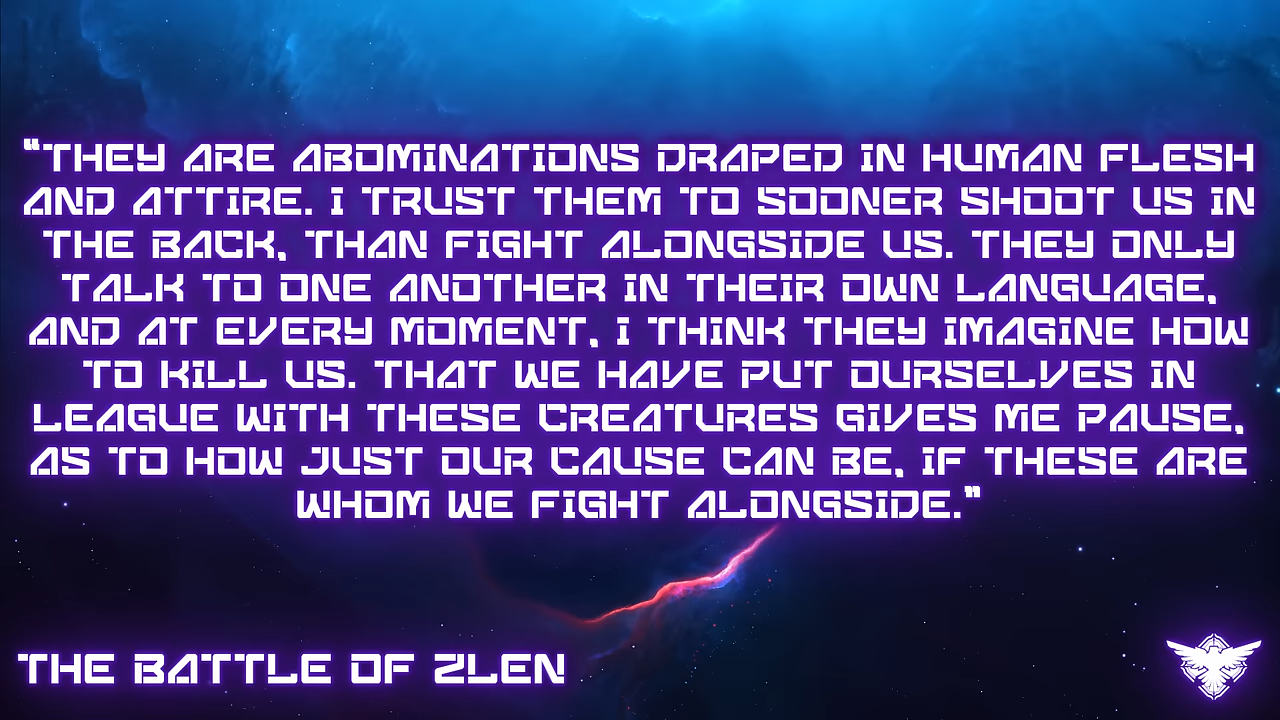 "THEY ARE ABOMINATIONS DRAPED IN HUMAN FLESH
AND ATTIRE. I TRUST THEM TO SOONER SHOOT US IN
THE BACK, THAN FIGHT ALONGSIDE US. THEY ONLY
TALK TO ONE ANOTHER IN THEIR OWN LANGUAGE,
AND AT EVERY MOMENT, I THINK THEY IMAGINE HOW
TO KILL US. THAT WE HAVE PUT OURSELVES IN
LEAGUE WITH THESE CREATURES GIVES ME PAUSE,
AS TO HOW JUST OUR CAUSE CAN BE, IF THESE ARE
WHOM WE FIGHT ALONGSIDE."
THE BATTLE OF ZLEN